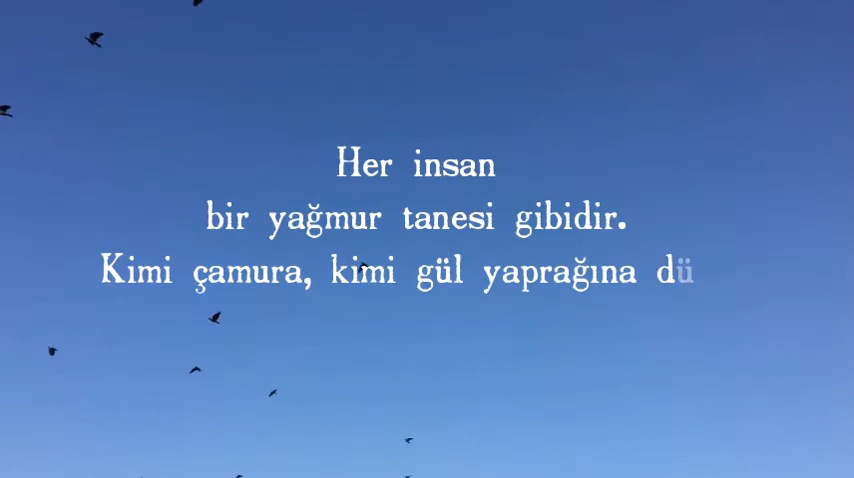 Her insan
bir yağmur tanesi gibidir.
Kimi çamura, kimi gül yaprağına dü